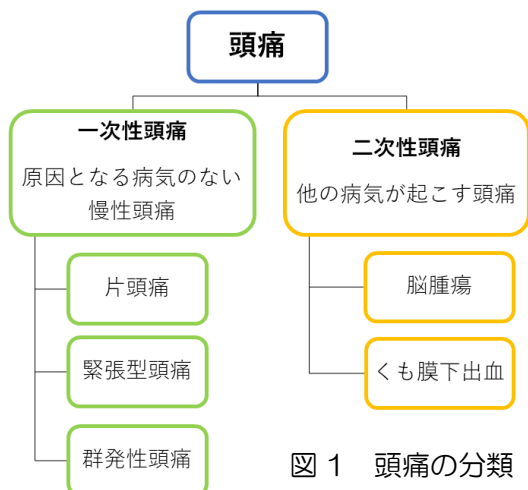 頭痛
一次性頭痛
原因となる病気のない
慢性頭痛
片頭痛
緊張型頭痛
群発性頭痛
二次性頭痛
他の病気が起こす頭痛
脳腫瘍
くも膜下出血
図 1　頭痛の分類